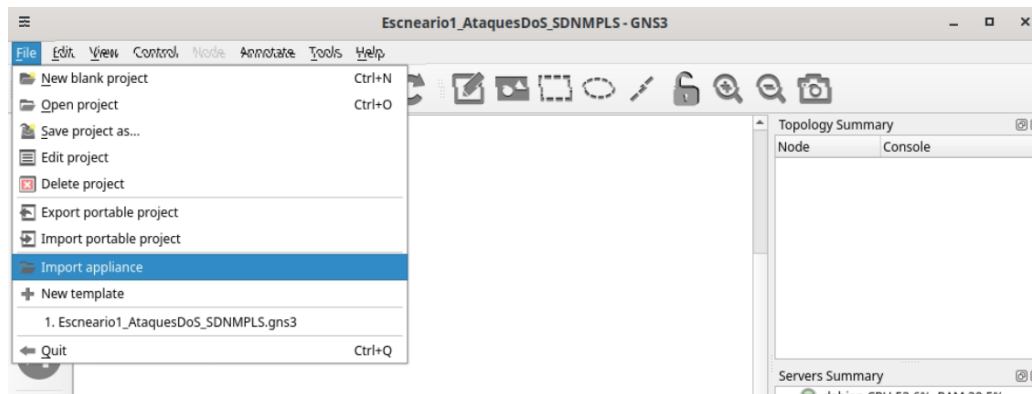 Escneario1_AtaquesDoS_SDNMPLS - GNS3
File Edit View Control Node Annotate Tools Help
New blank project Ctrl+N
Open project Ctrl+O
Save project as...
Edit project
Delete project
Export portable project
Import portable project
Import appliance
New template
1. Escneario1_AtaquesDoS_SDNMPLS.gns3
Quit Ctrl+Q
Topology Summary
Node Console
Servers Summary